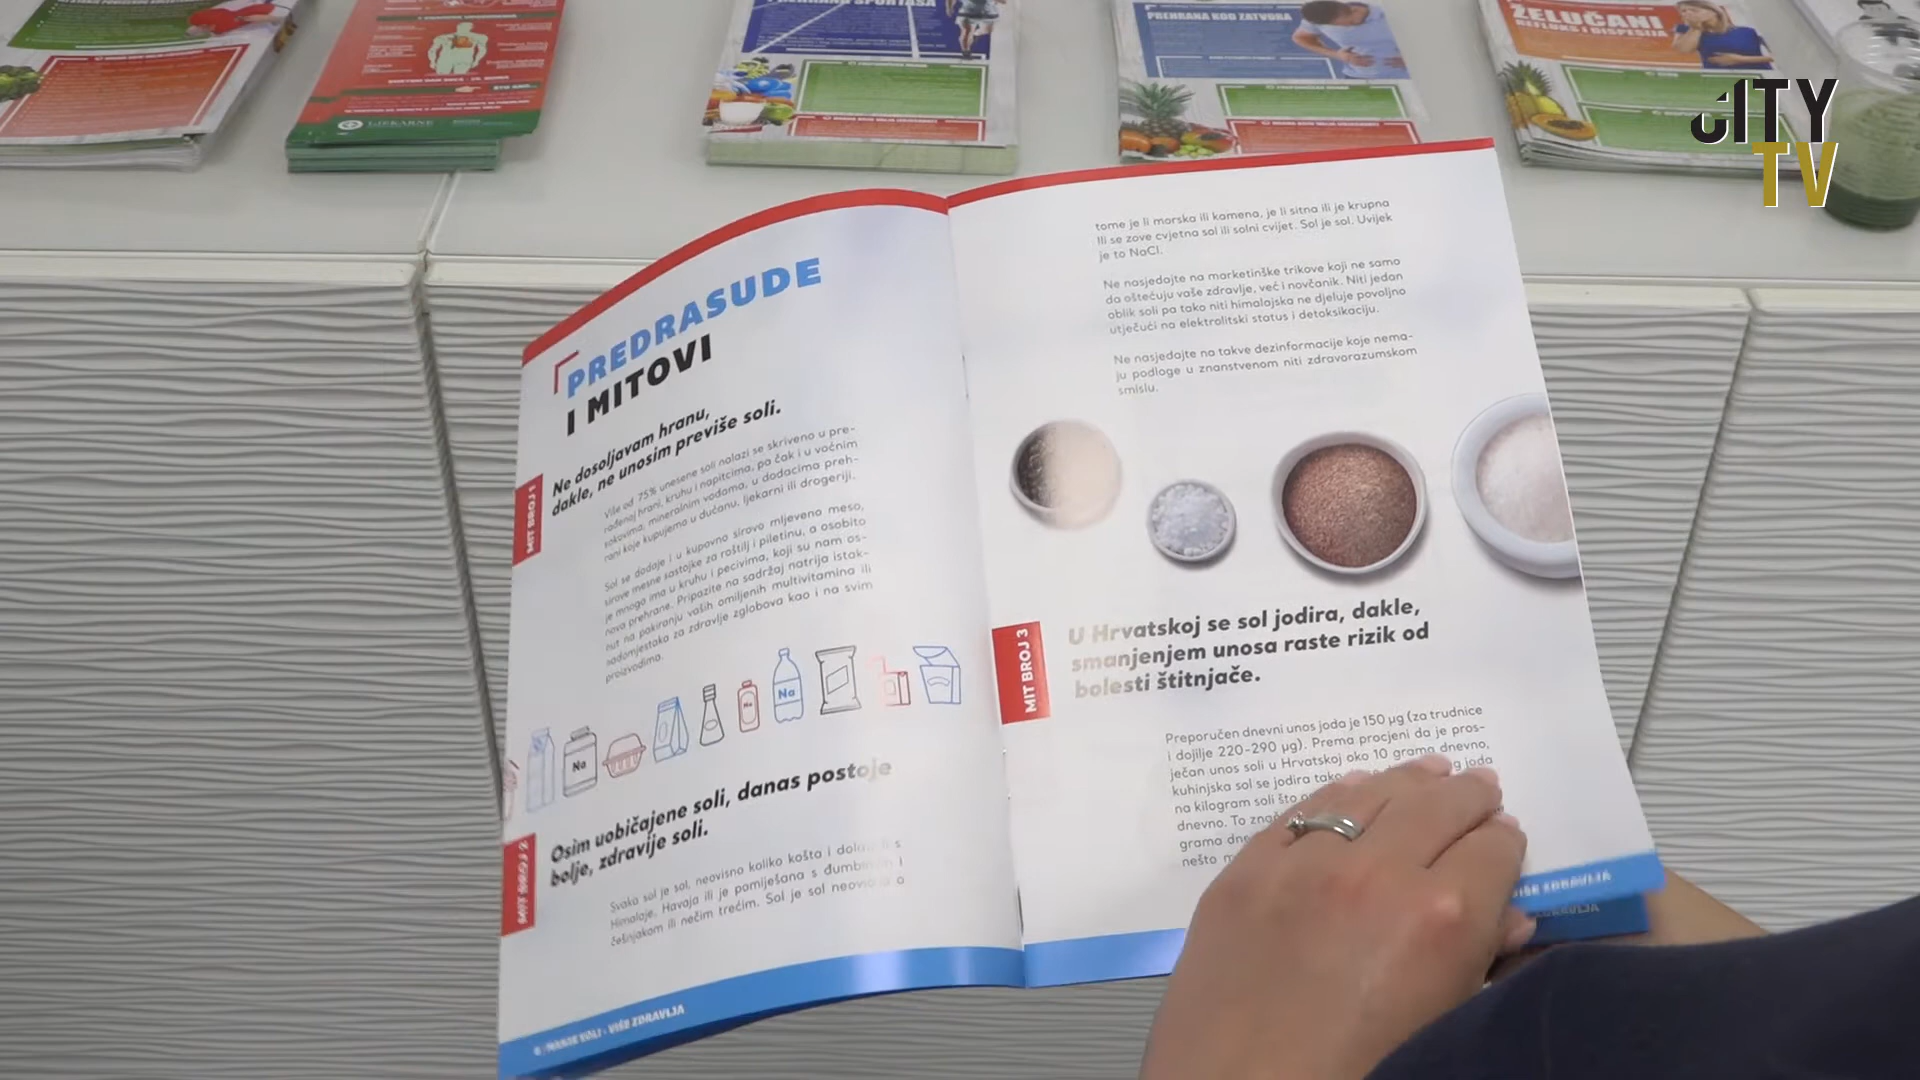 PREHRANA SPORTAŠA
PREHRANA KOD ZATVORA
ŽELUČANI
REFLUKS I DISPEPSIJA
LJEKARNE
CITY
TV
PREDRASUDE
I MITOVI
MIT BROJ 1
Ne dosoljavam hranu,
dakle, ne unosim previše soli.
Više od 75% unesene soli nalazi se skriveno u pre-
rađenoj hrani, kruhu i napitcima, pa čak i u voćnim
sokovima, mineralnim vodama, u dodacima preh-
rani koje kupujemo u dućanu, ljekarni ili drogeriji.
Sol se dodaje i u kupovno sirovo mljeveno meso,
sirove mesne sastojke za roštilj i piletinu, a osobito
je mnogo ima u kruhu i pecivima, koji su nam os-
nova prehrane. Pripazite na sadržaj natrija istak-
nut na pakiranju vaših omiljenih multivitamina ili
nadomjestaka za zdravlje zglobova kao i na svim
proizvodima.
Na
Na
Na
MIT BROJ 2
Osim uobičajene soli, danas postoje
bolje, zdravije soli.
Svaka sol je sol, neovisno koliko košta i dolazi li s
Himalaje, Havaja ili je pomiješana s đumbirom i
češnjakom ili nečim trećim. Sol je sol neovisno o
MANJE SOLI - VIŠE ZDRAVLJA
tome je li morska ili kamena, je li sitna ili je krupna
ili se zove cvjetna sol ili solni cvijet. Sol je sol. Uvijek
je to NaCl.
Ne nasjedajte na marketinške trikove koji ne samo
da oštećuju vaše zdravlje, već i novčanik. Niti jedan
oblik soli pa tako niti himalajska ne djeluje povoljno
utječući na elektrolitski status i detoksikaciju.
Ne nasjedajte na takve dezinformacije koje nema-
ju podloge u znanstvenom niti zdravorazumskom
smislu.
MIT BROJ 3
U Hrvatskoj se sol jodira, dakle,
smanjenjem unosa raste rizik od
bolesti štitnjače.
Preporučen dnevni unos joda je 150 µg (za trudnice
i dojilje 220-290 µg). Prema procjeni da je pros-
ječan unos soli u Hrvatskoj oko 10 grama dnevno,
kuhinjska sol se jodira tako joda
na kilogram soli što
dnevno. To
grama
nešto
VIŠE ZDRAVLJA
ZDRAVLJA